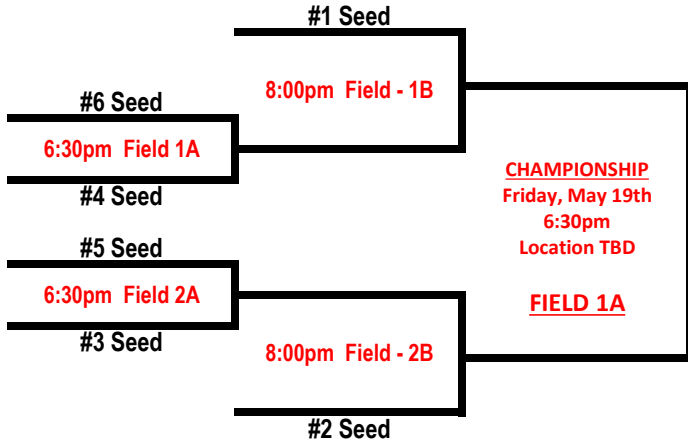 #1 Seed
8:00pm Field - 1B
#6 Seed
6:30pm Field 1A
#4 Seed
CHAMPIONSHIP
Friday, May 19th
6:30pm
Location TBD
FIELD 1A
#5 Seed
6:30pm Field 2A
#3 Seed
8:00pm Field - 2B
#2 Seed